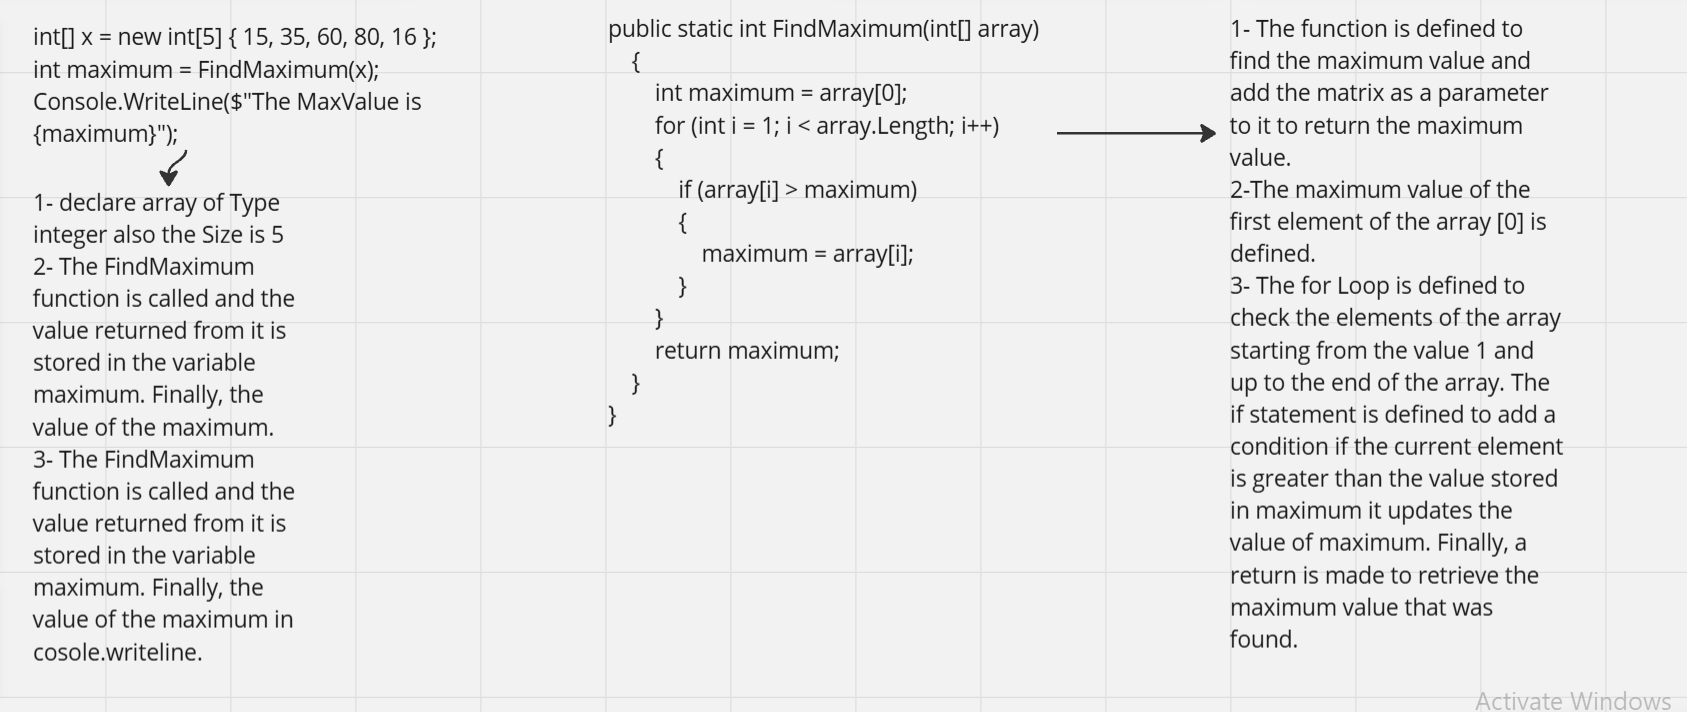 int[] x = new int[5] { 15, 35, 60, 80, 16 };
int maximum = FindMaximum(x);
Console.WriteLine($"The MaxValue is
{maximum}");
1- declare array of Type
integer also the Size is 5
2- The FindMaximum
function is called and the
value returned from it is
stored in the variable
maximum. Finally, the
value of the maximum.
3- The FindMaximum
function is called and the
value returned from it is
stored in the variable
maximum. Finally, the
value of the maximum in
cosole.writeline.
public static int FindMaximum(int[] array)
{
int maximum = array[0];
for (int i = 1; i < array.Length; i++)
{
if (array[i] > maximum)
{
maximum = array[i];
}
}
return maximum;
}
}
1- The function is defined to
find the maximum value and
add the matrix as a parameter
to it to return the maximum
value.
2-The maximum value of the
first element of the array [0] is
defined.
3- The for Loop is defined to
check the elements of the array
starting from the value 1 and
up to the end of the array. The
if statement is defined to add a
condition if the current element
is greater than the value stored
in maximum it updates the
value of maximum. Finally, a
return is made to retrieve the
maximum value that was
found.
Activate Windows